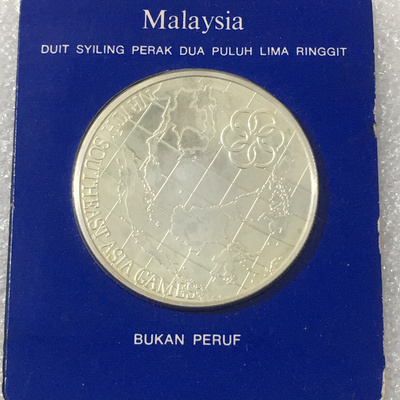 Malaysia
DUIT SYILING PERAK DUA PULUH LIMA RINGGIT
NINTH SOUTHEAST ASIA GAMES
BUKAN PERUF